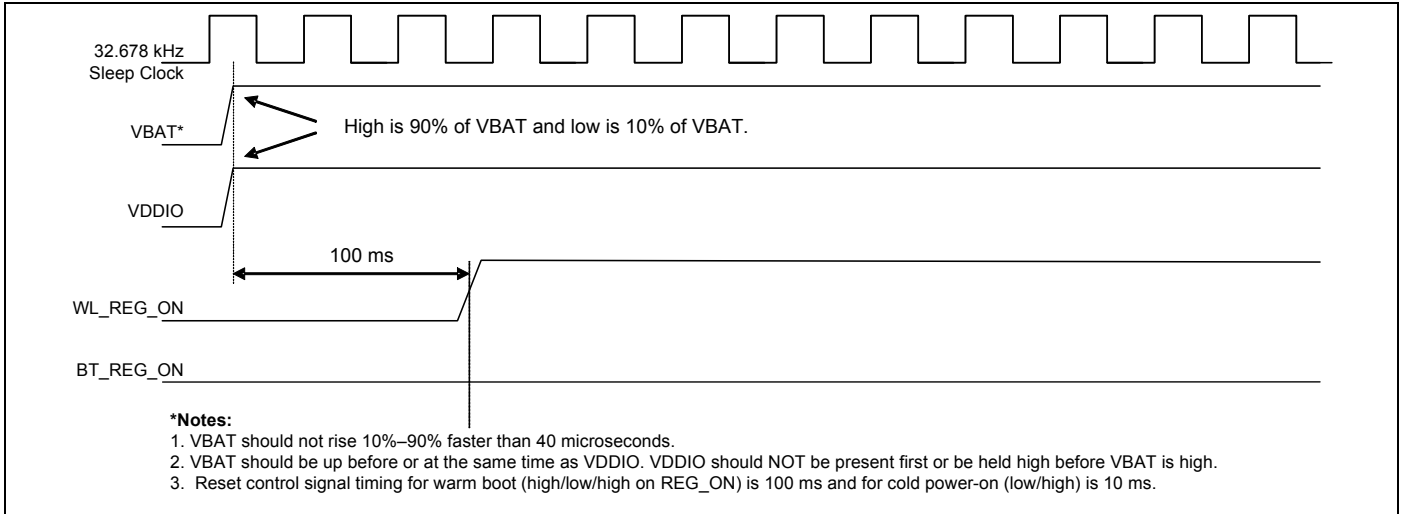 32.678 kHz
Sleep Clock
VBAT*
High is 90% of VBAT and low is 10% of VBAT.
VDDIO
100 ms
WL_REG_ON
BT_REG_ON
*Notes:
1. VBAT should not rise 10%–90% faster than 40 microseconds.
2. VBAT should be up before or at the same time as VDDIO. VDDIO should NOT be present first or be held high before VBAT is high.
3. Reset control signal timing for warm boot (high/low/high on REG_ON) is 100 ms and for cold power-on (low/high) is 10 ms.